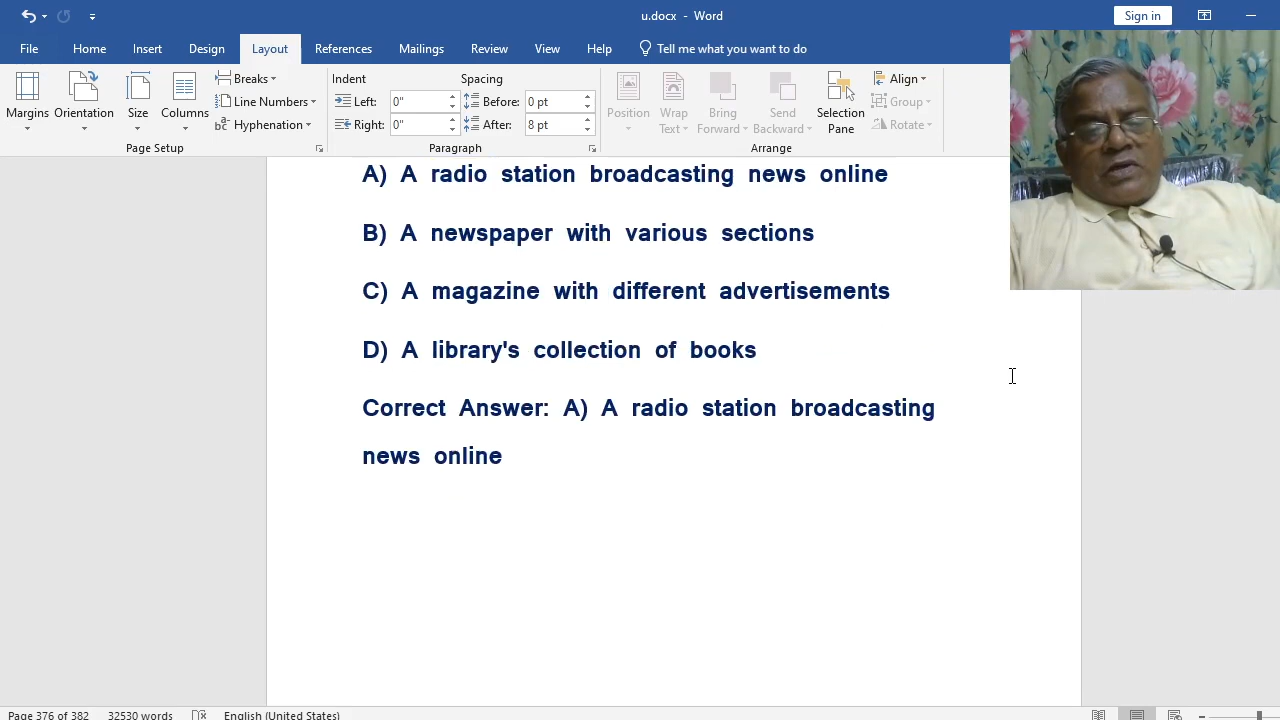 u.docx - Word
Sign in
File Home Insert Design Layout References Mailings Review View Help Tell me what you want to do
Margins Orientation Size Columns
Breaks
Line Numbers
Hyphenation
Page Setup
Indent
Left: 0"
Right: 0"
Spacing
Before: 0 pt
After: 8 pt
Paragraph
Position
Wrap Text
Bring Forward
Send Backward
Selection Pane
Align
Group
Rotate
Arrange
A) A radio station broadcasting news online
B) A newspaper with various sections
C) A magazine with different advertisements
D) A library's collection of books
Correct Answer: A) A radio station broadcasting
news online
Page 376 of 382 32530 words English (United States)